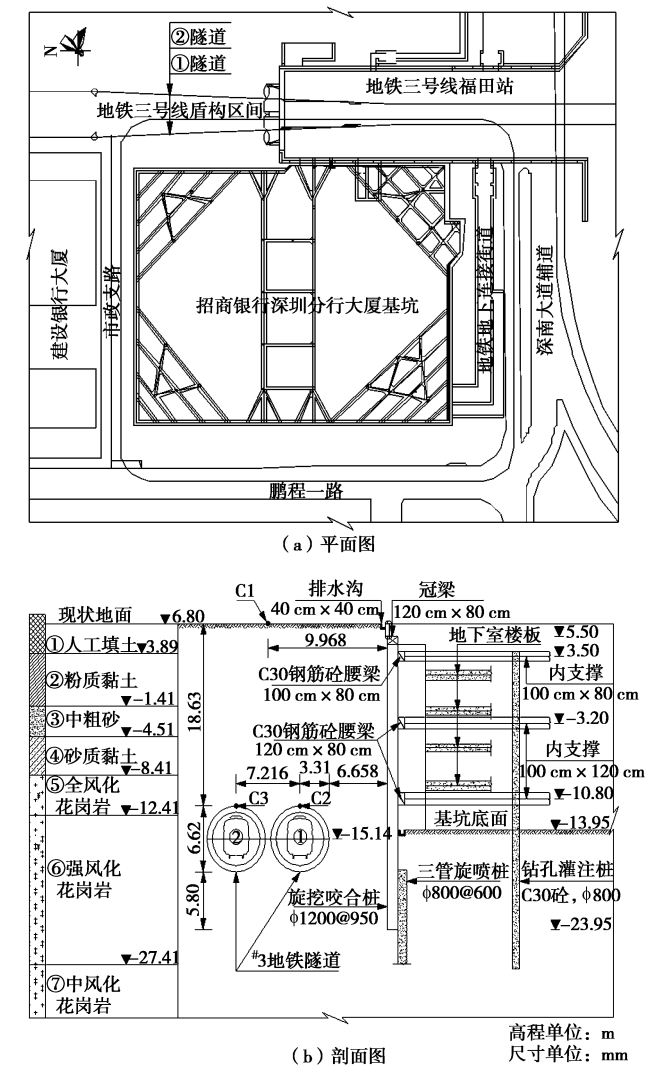 N
②隧道
①隧道
地铁三号线福田站
地铁三号线盾构区间
建设银行大厦
市政支路
招商银行深圳分行大厦基坑
地铁地下连接街道
深南大道辅道
鹏程一路
(a)平面图
C1
排水沟
40 cm×40 cm
冠梁
120 cm×80 cm
现状地面
6.80
①人工填土
3.89
②粉质黏土
-1.41
③中粗砂
-4.51
④砂质黏土
-8.41
⑤全风化
花岗岩
-12.41
⑥强风化
花岗岩
-27.41
⑦中风化
花岗岩
9.968
18.63
C30钢筋砼腰梁
100 cm×80 cm
C30钢筋砼腰梁
120 cm×80 cm
7.216
3.31
6.658
C3
C2
②
①
-15.14
6.62
5.80
旋挖咬合桩
ϕ1200@950
#3地铁隧道
地下室楼板
5.50
3.50
内支撑
100 cm×80 cm
-3.20
内支撑
100 cm×120 cm
-10.80
基坑底面
-13.95
三管旋喷桩
ϕ800@600
钻孔灌注桩
C30砼,ϕ800
-23.95
高程单位:m
(b)剖面图
尺寸单位:mm